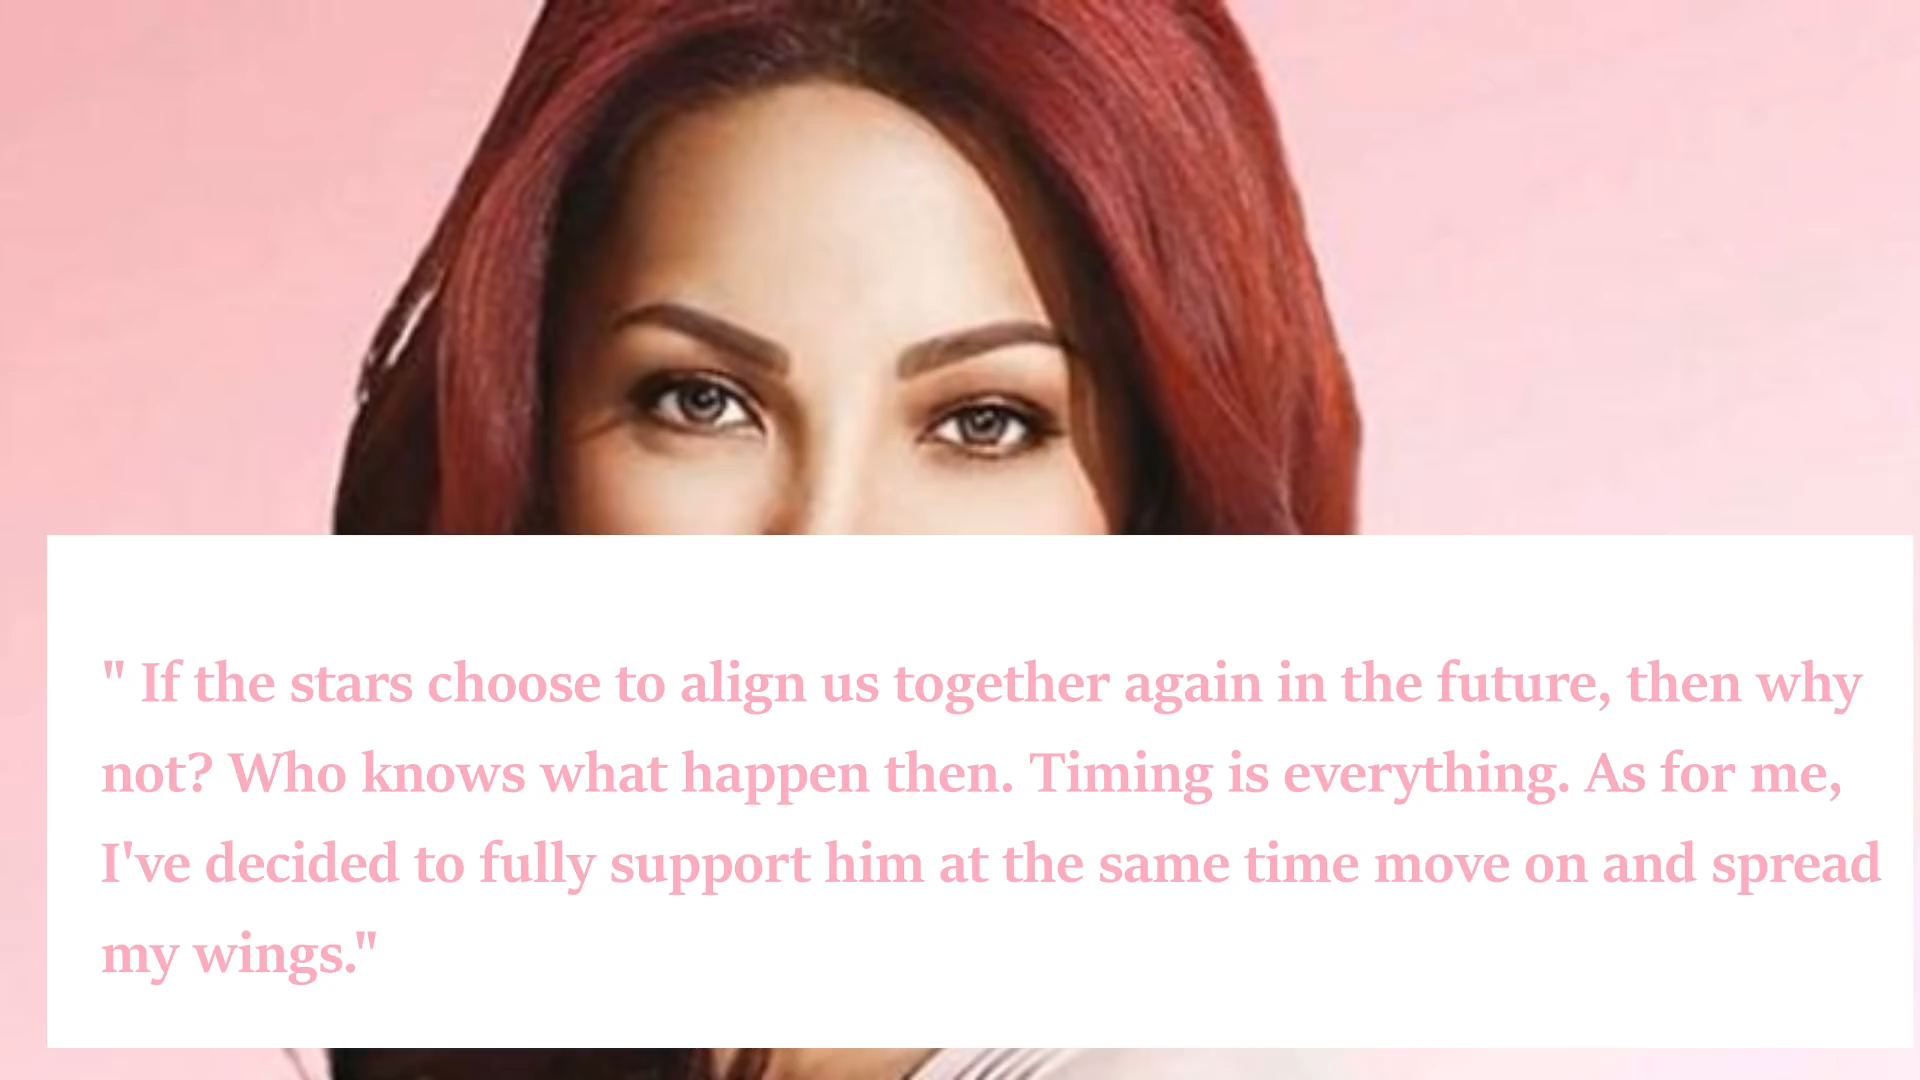 " If the stars choose to align us together again in the future, then why
not? Who knows what happen then. Timing is everything. As for me,
I've decided to fully support him at the same time move on and spread
my wings."